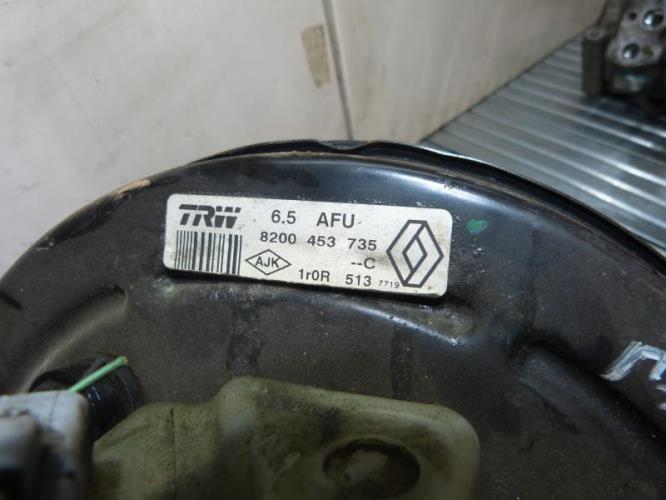 TRW 6.5 AFU
8200 453 735
--C
AJK 1r0R 513 7719